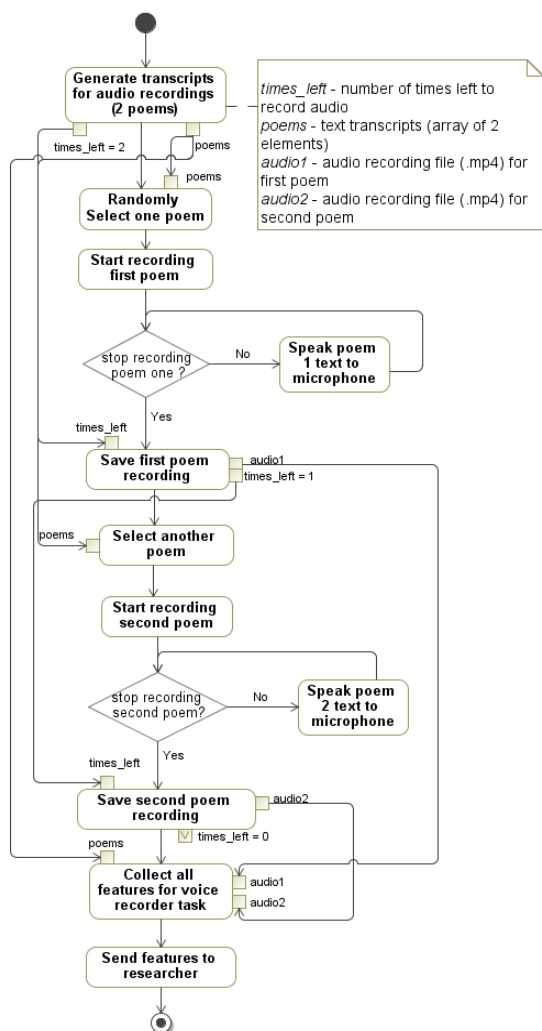 Generate transcripts
for audio recordings
(2 poems)
times_left - number of times left to
record audio
poems - text transcripts (array of 2
elements)
audio1 - audio recording file (.mp4) for
first poem
audio2 - audio recording file (.mp4) for
second poem
times_left = 2
poems
poems
Randomly
Select one poem
Start recording
first poem
stop recording
poem one ?
No
Speak poem
1 text to
microphone
Yes
times_left
Save first poem
recording
audio1
times_left = 1
poems
Select another
poem
Start recording
second poem
stop recording
second poem?
No
Speak poem
2 text to
microphone
Yes
times_left
Save second poem
recording
audio2
times_left = 0
poems
Collect all
features for voice
recorder task
audio1
audio2
Send features to
researcher